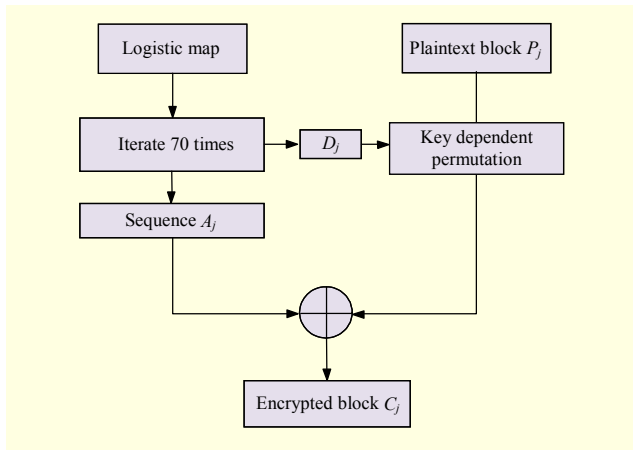 Logistic map
Plaintext block Pj
Iterate 70 times
Dj
Key dependent
permutation
Sequence Aj
Encrypted block Cj